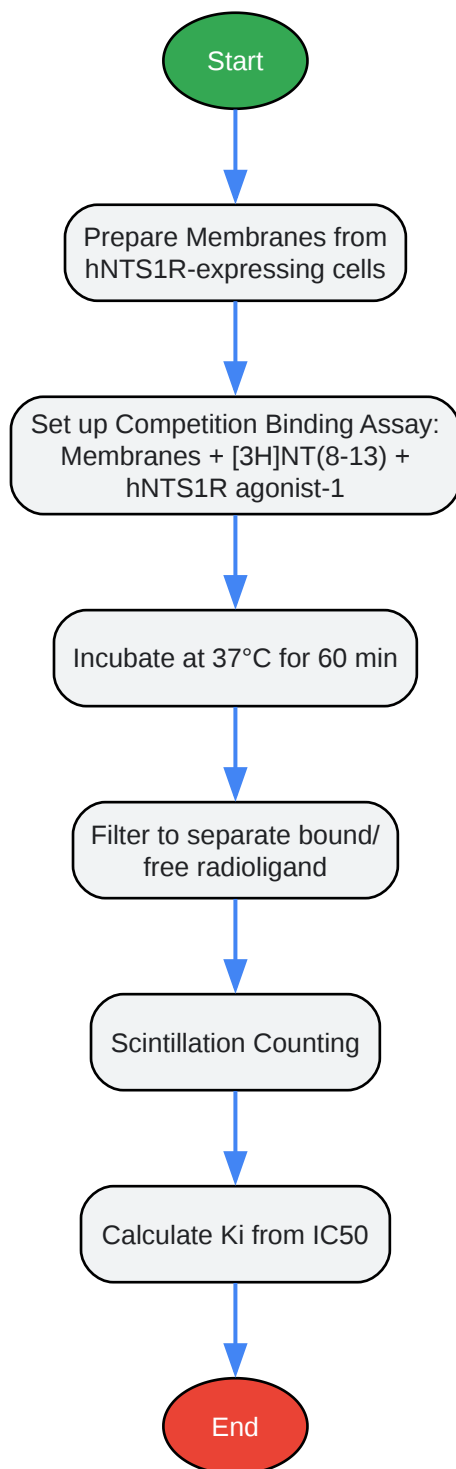 Start
Prepare Membranes from
hNTS1R-expressing cells
Set up Competition Binding Assay:
Membranes + [3H]NT(8-13) +
hNTS1R agonist-1
Incubate at 37°C for 60 min
Filter to separate bound/
free radioligand
Scintillation Counting
Calculate Ki from IC50
End